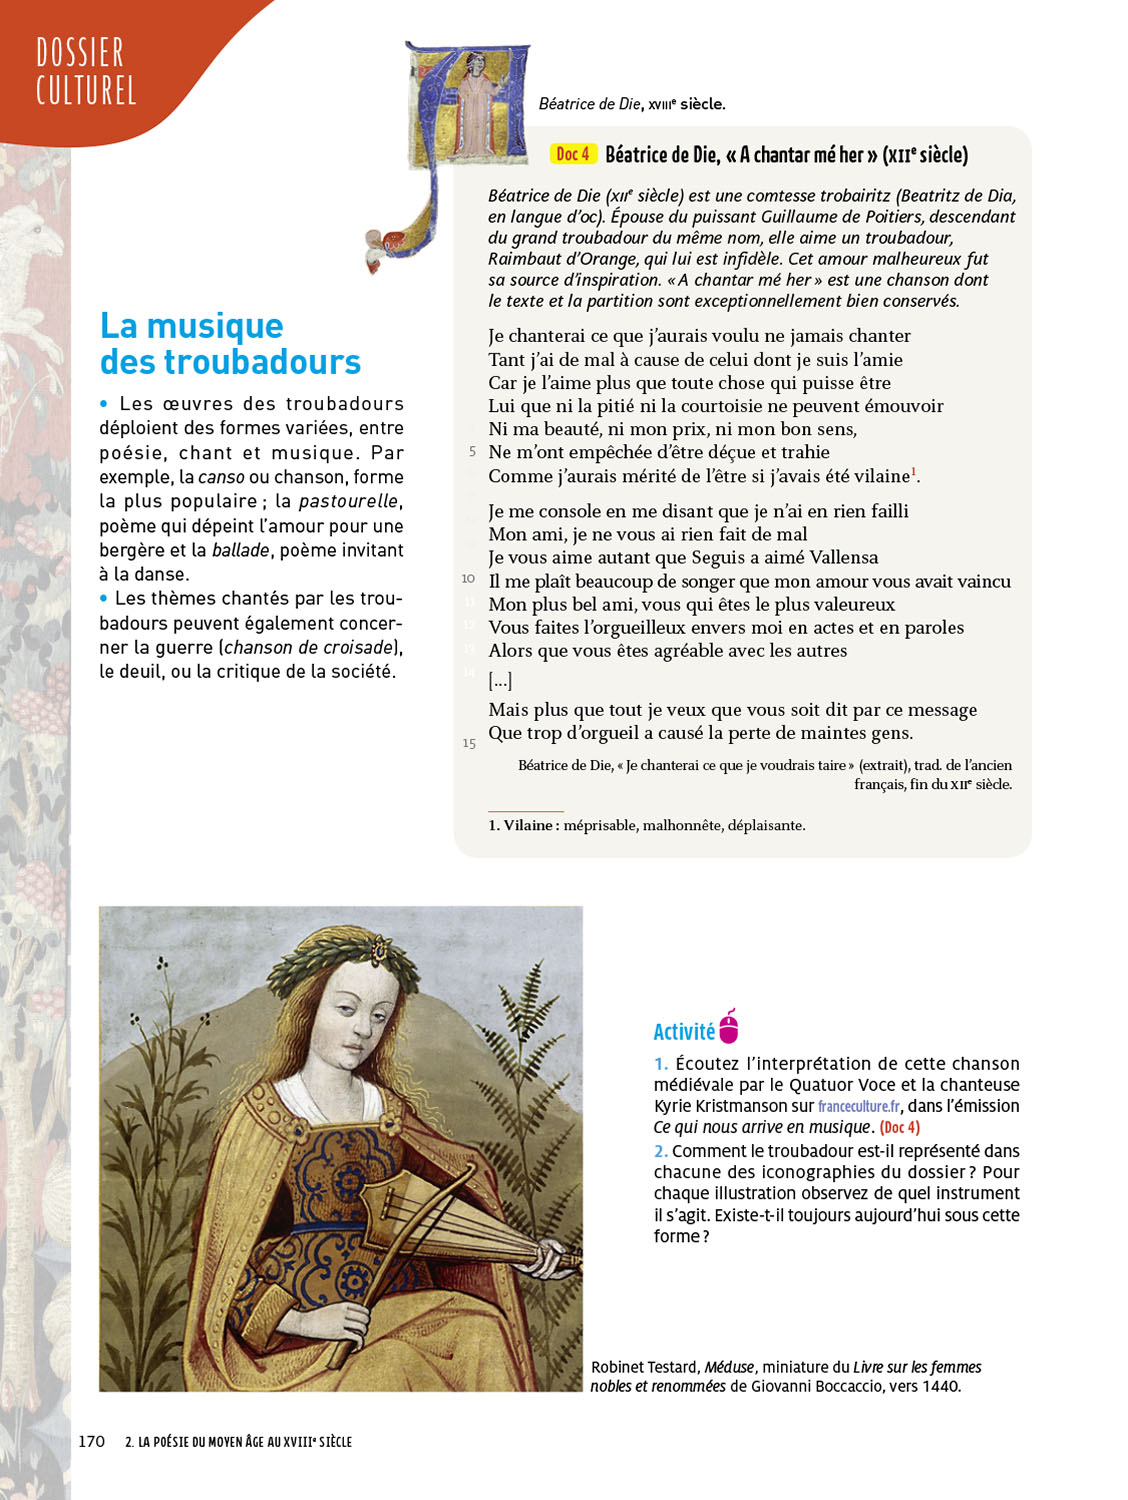 DOSSIER
CULTUREL
Béatrice de Die, XVIIIe siècle.
Doc 4 Béatrice de Die, « A chantar mé her » (XIIe siècle)
Béatrice de Die (XIIe siècle) est une comtesse trobairitz (Beatritz de Dia,
en langue d’oc). Épouse du puissant Guillaume de Poitiers, descendant
du grand troubadour du même nom, elle aime un troubadour,
Raimbaut d’Orange, qui lui est infidèle. Cet amour malheureux fut
sa source d’inspiration. « A chantar mé her » est une chanson dont
le texte et la partition sont exceptionnellement bien conservés.
Je chanterai ce que j’aurais voulu ne jamais chanter
Tant j’ai de mal à cause de celui dont je suis l’amie
Car je l’aime plus que toute chose qui puisse être
Lui que ni la pitié ni la courtoisie ne peuvent émouvoir
Ni ma beauté, ni mon prix, ni mon bon sens,
5 Ne m’ont empêchée d’être déçue et trahie
Comme j’aurais mérité de l’être si j’avais été vilaine1.
Je me console en me disant que je n’ai en rien failli
Mon ami, je ne vous ai rien fait de mal
Je vous aime autant que Seguis a aimé Vallensa
10 Il me plaît beaucoup de songer que mon amour vous avait vaincu
11 Mon plus bel ami, vous qui êtes le plus valeureux
12 Vous faites l’orgueilleux envers moi en actes et en paroles
13 Alors que vous êtes agréable avec les autres
14 [...]
Mais plus que tout je veux que vous soit dit par ce message
15 Que trop d’orgueil a causé la perte de maintes gens.
Béatrice de Die, « Je chanterai ce que je voudrais taire » (extrait), trad. de l’ancien
français, fin du XIIe siècle.
1. Vilaine : méprisable, malhonnête, déplaisante.
La musique
des troubadours
• Les œuvres des troubadours
déploient des formes variées, entre
poésie, chant et musique. Par
exemple, la canso ou chanson, forme
la plus populaire ; la pastourelle,
poème qui dépeint l’amour pour une
bergère et la ballade, poème invitant
à la danse.
• Les thèmes chantés par les trou-
badours peuvent également concer-
ner la guerre (chanson de croisade),
le deuil, ou la critique de la société.
Activité
1. Écoutez l’interprétation de cette chanson
médiévale par le Quatuor Voce et la chanteuse
Kyrie Kristmanson sur franceculture.fr, dans l’émission
Ce qui nous arrive en musique. (Doc 4)
2. Comment le troubadour est-il représenté dans
chacune des iconographies du dossier ? Pour
chaque illustration observez de quel instrument
il s’agit. Existe-t-il toujours aujourd’hui sous cette
forme ?
Robinet Testard, Méduse, miniature du Livre sur les femmes
nobles et renommées de Giovanni Boccaccio, vers 1440.
170 2. LA POÉSIE DU MOYEN ÂGE AU XVIIIe SIÈCLE